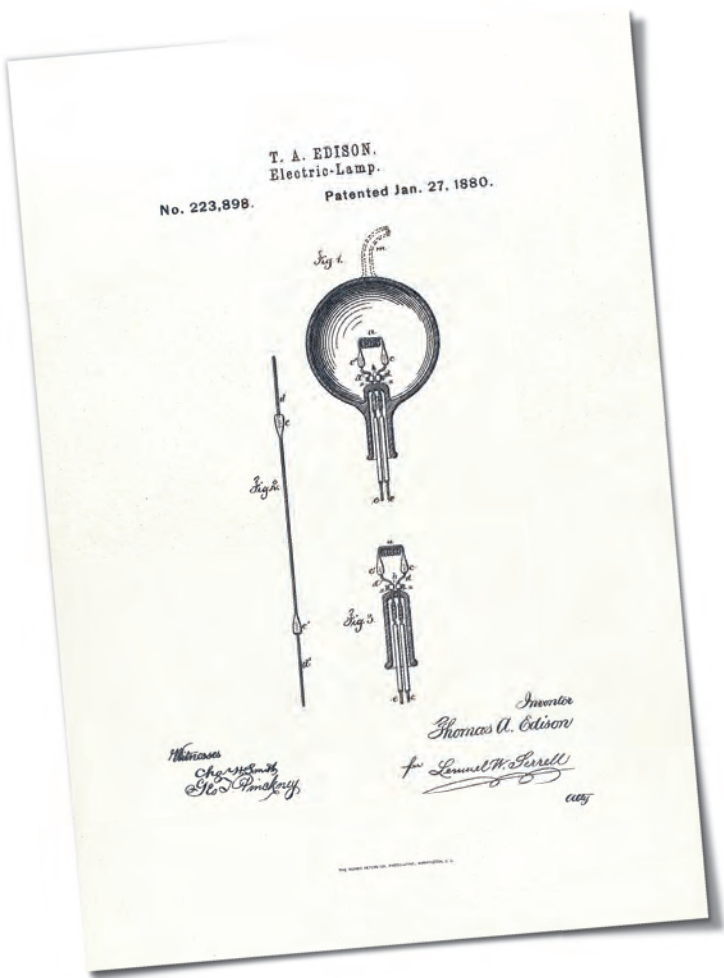 T. A. EDISON.
Electric-Lamp.
No. 223,898. Patented Jan. 27, 1880.
Fig 1.
m
a
c
c
d
d
e e
d
c
Fig 2.
c'
d'
a
c'
c
d'
d
Fig 3.
e e
Inventor
Thomas A. Edison
for Lemuel W. Serrell
atty
Witnesses
Chas H Smith
Geo T Pinckney